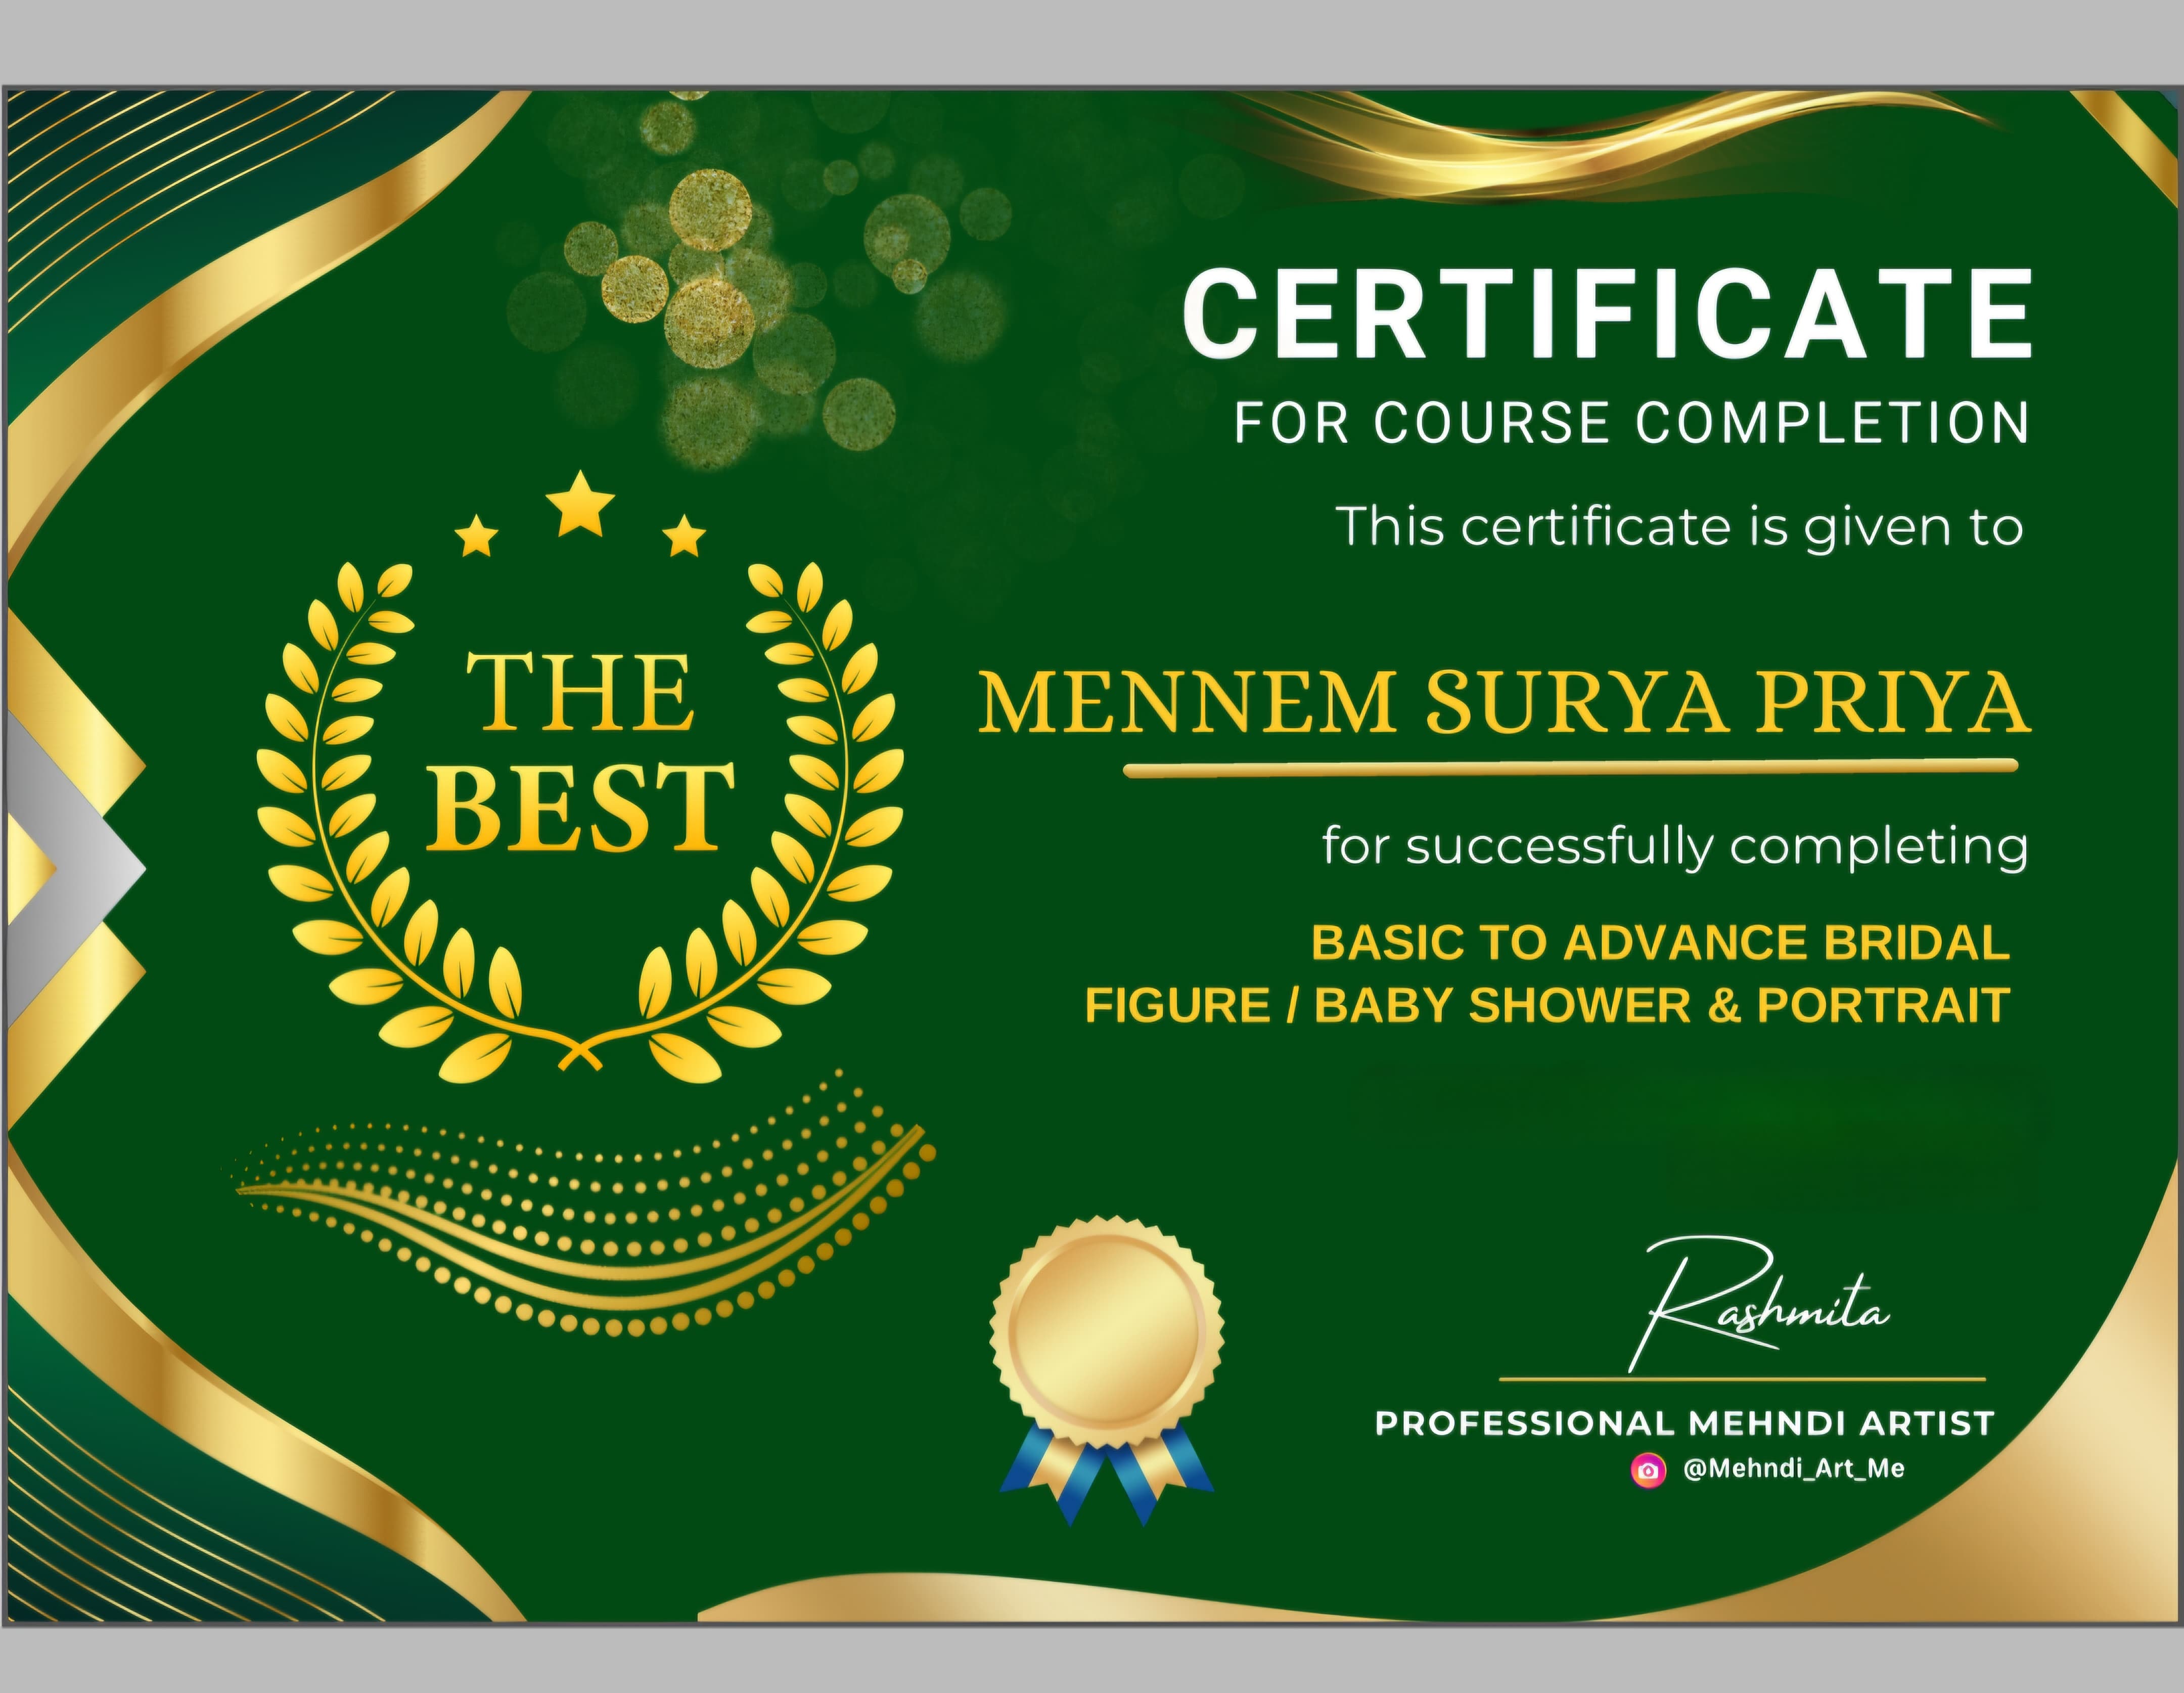 CERTIFICATE
FOR COURSE COMPLETION
This certificate is given to
THE
BEST
MENNEM SURYA PRIYA
for successfully completing
BASIC TO ADVANCE BRIDAL
FIGURE / BABY SHOWER & PORTRAIT
Rashmita
PROFESSIONAL MEHNDI ARTIST
@Mehndi_Art_Me